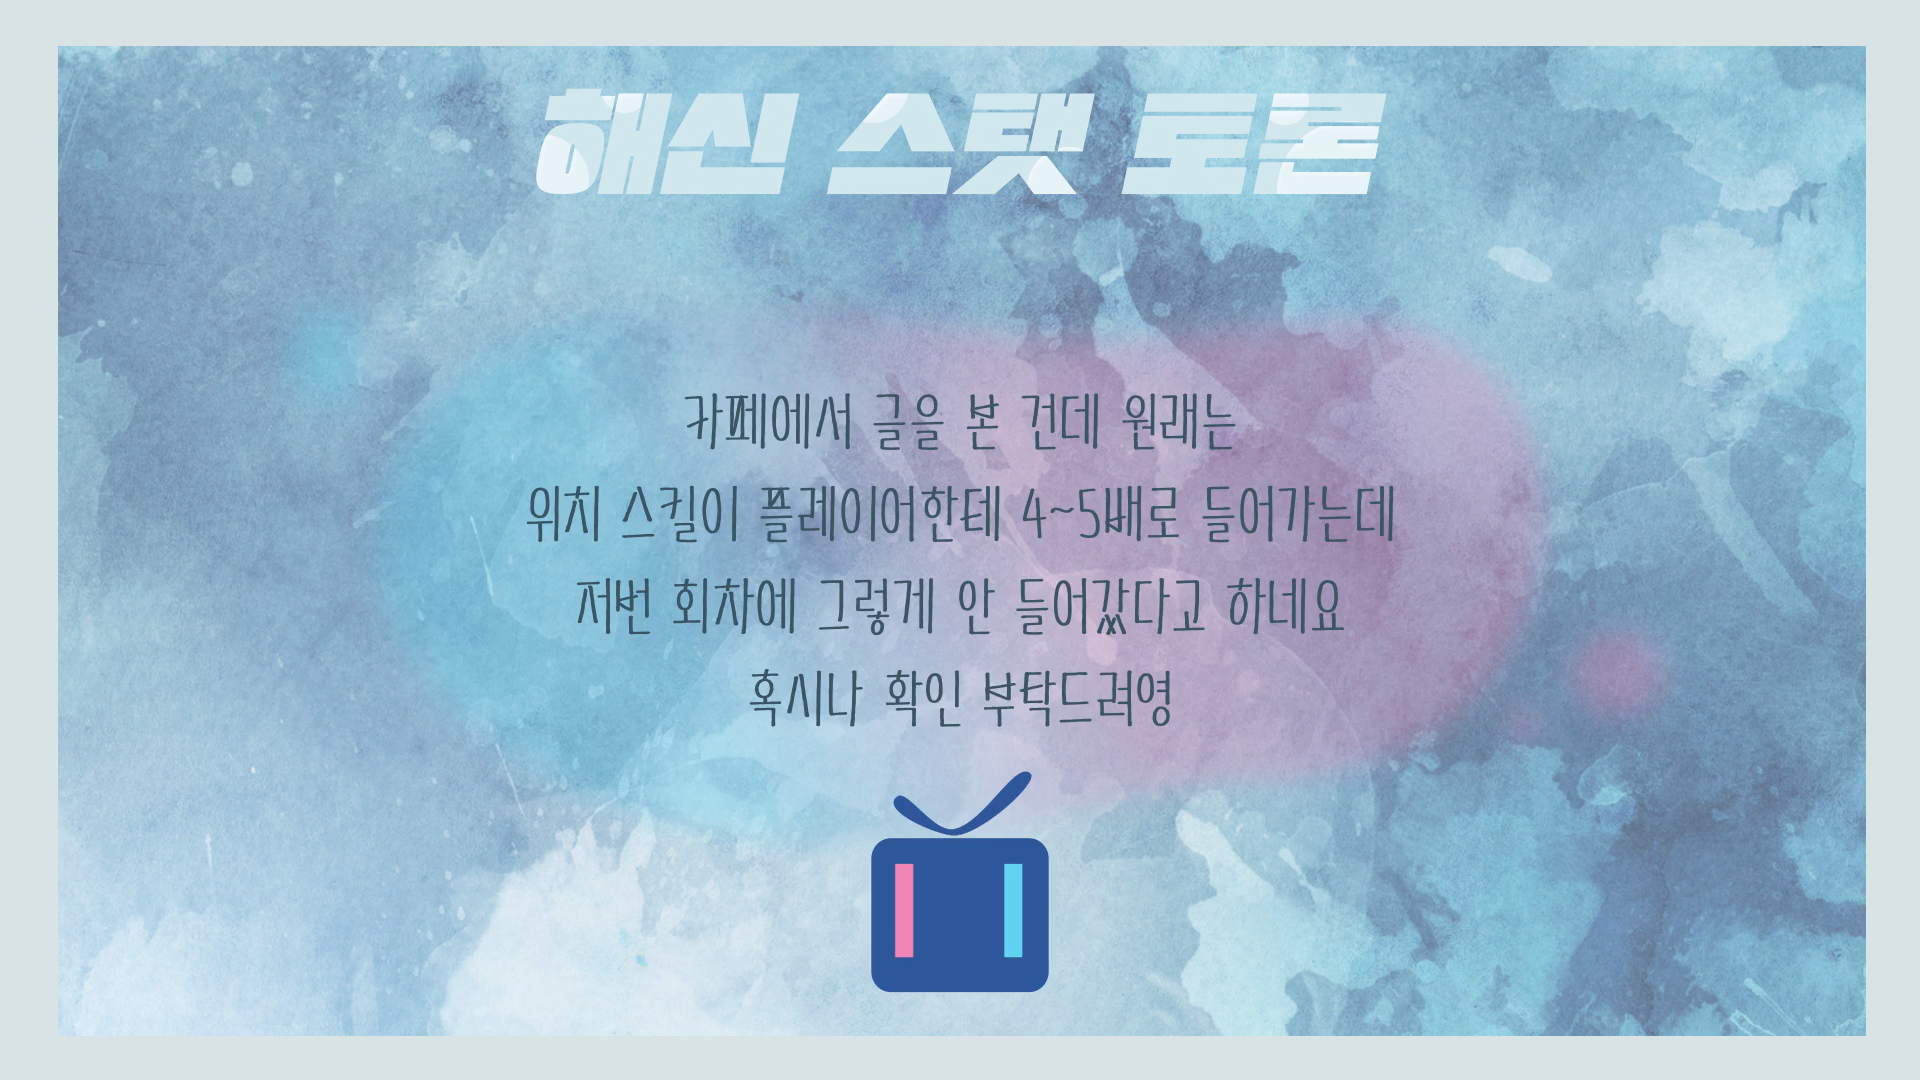 해신 스탯 토론
카페에서 글을 본 건데 원래는
위치 스킬이 플레이어한테 4~5배로 들어가는데
저번 회차에 그렇게 안 들어갔다고 하네요
혹시나 확인 부탁드려영